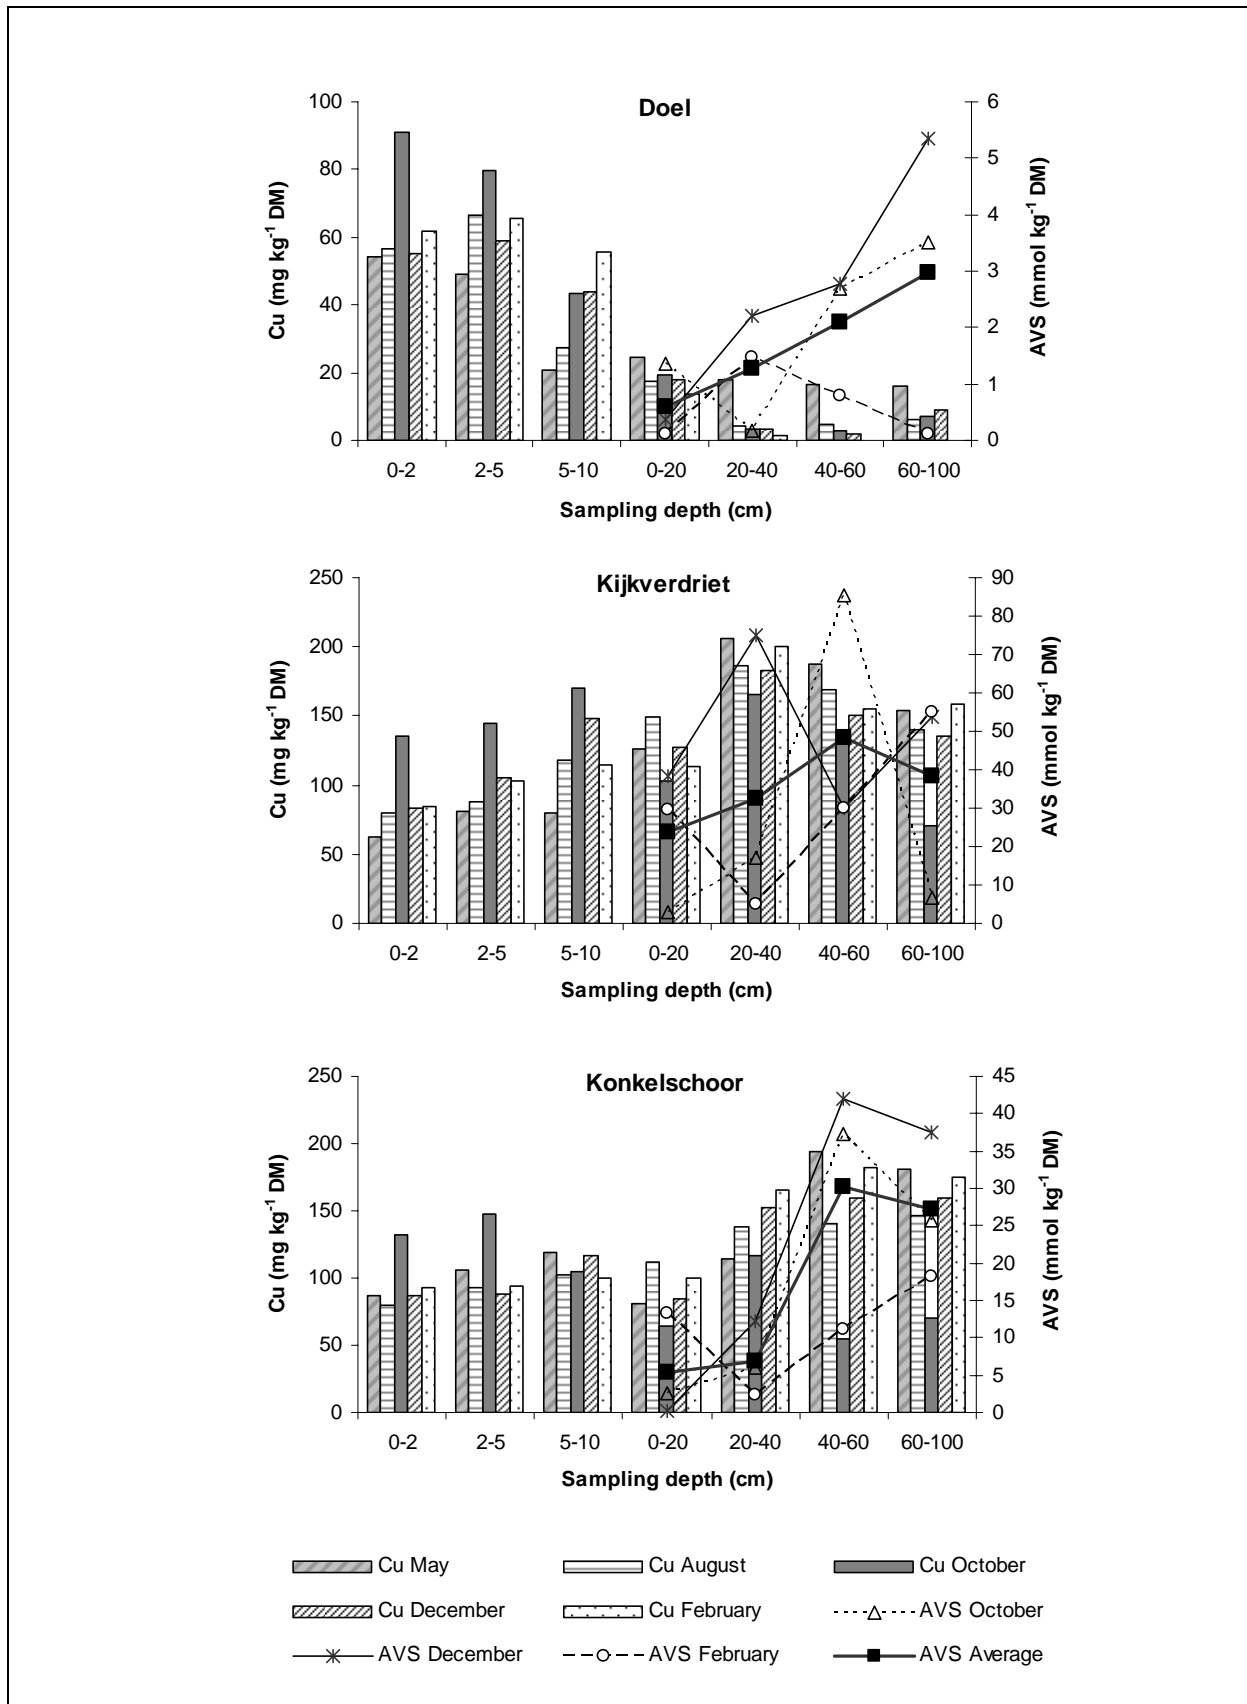 Doel
100
80
60
40
20
0
6
5
4
3
2
1
0
Cu (mg kg-1 DM)
AVS (mmol kg-1 DM)
0-2 2-5 5-10 0-20 20-40 40-60 60-100
Sampling depth (cm)
Kijkverdriet
250
200
150
100
50
0
90
80
70
60
50
40
30
20
10
0
Cu (mg kg-1 DM)
AVS (mmol kg-1 DM)
0-2 2-5 5-10 0-20 20-40 40-60 60-100
Sampling depth (cm)
Konkelschoor
250
200
150
100
50
0
45
40
35
30
25
20
15
10
5
0
Cu (mg kg-1 DM)
AVS (mmol kg-1 DM)
0-2 2-5 5-10 0-20 20-40 40-60 60-100
Sampling depth (cm)
Cu May Cu August Cu October
Cu December Cu February AVS October
AVS December AVS February AVS Average